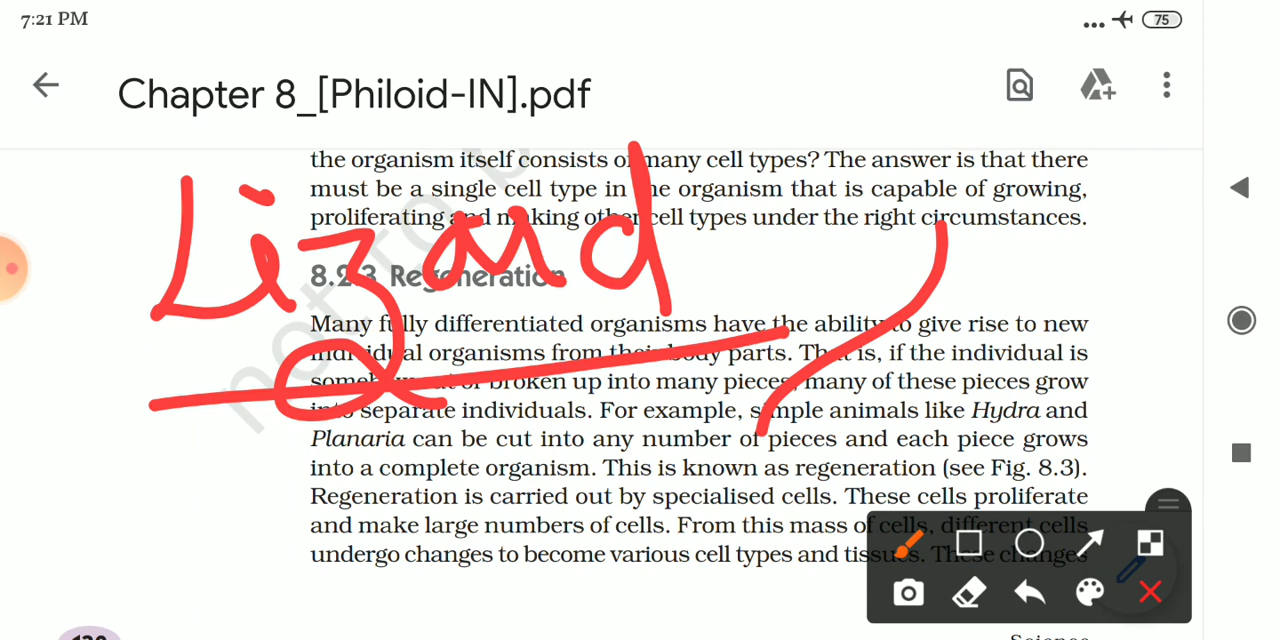 7:21 PM
75
Chapter 8_[Philoid-IN].pdf
the organism itself consists of many cell types? The answer is that there
must be a single cell type in the organism that is capable of growing,
proliferating and making other cell types under the right circumstances.
Lizard
8.2.3 Regeneration
Many fully differentiated organisms have the ability to give rise to new
individual organisms from their body parts. That is, if the individual is
somehow cut or broken up into many pieces, many of these pieces grow
into separate individuals. For example, simple animals like Hydra and
Planaria can be cut into any number of pieces and each piece grows
into a complete organism. This is known as regeneration (see Fig. 8.3).
Regeneration is carried out by specialised cells. These cells proliferate
and make large numbers of cells. From this mass of cells, different cells
undergo changes to become various cell types and tissues. These changes
not to b
Science